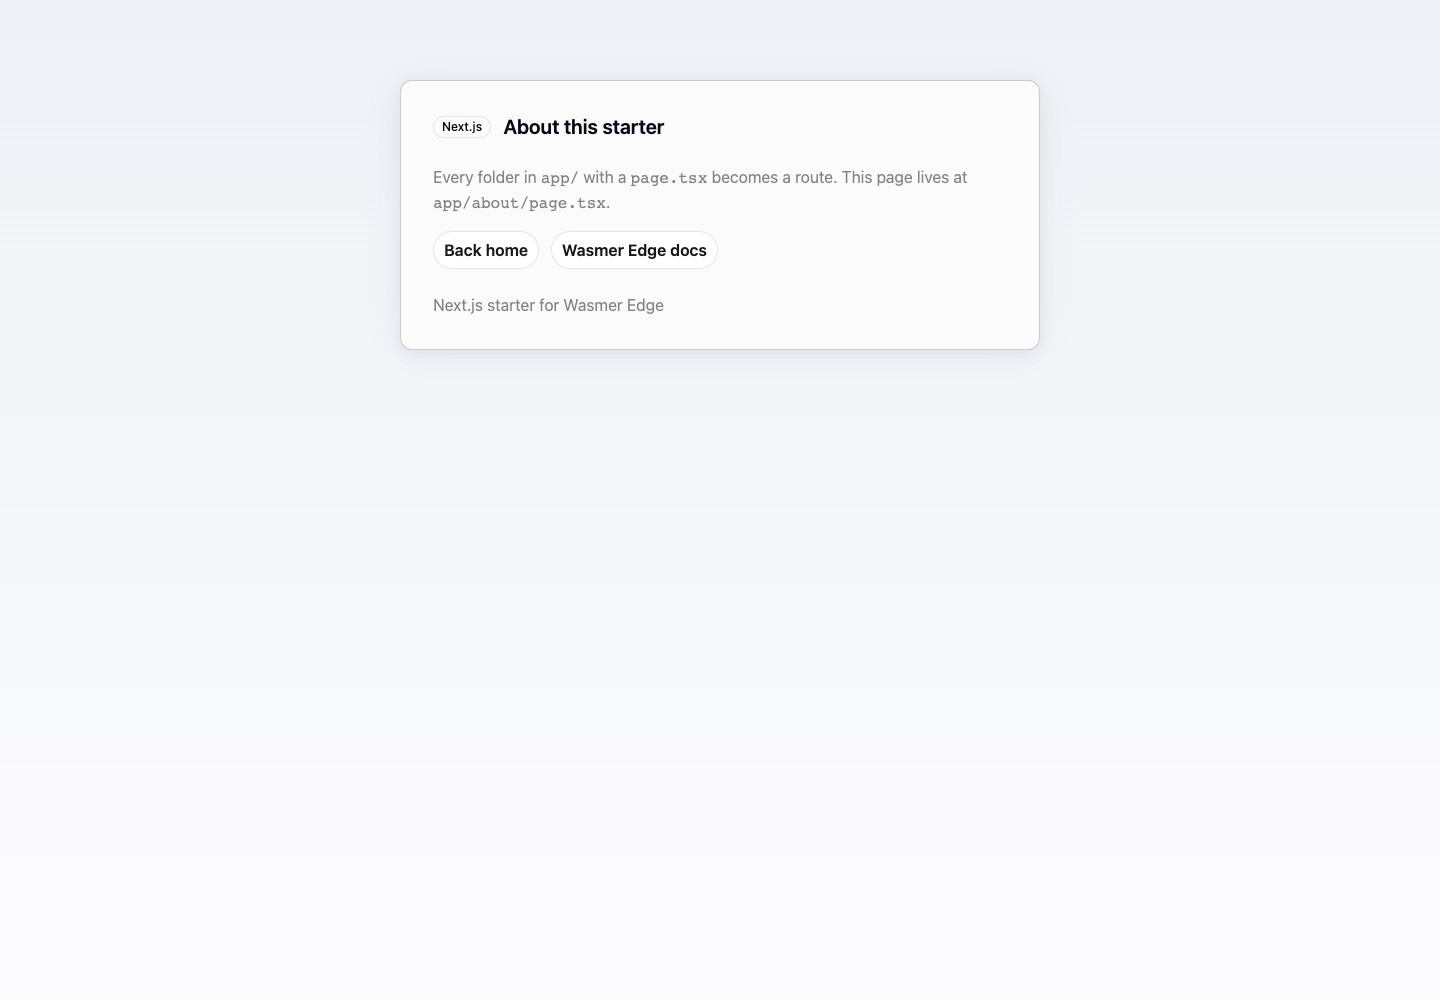 Next.js About this starter
Every folder in app/ with a page.tsx becomes a route. This page lives at
app/about/page.tsx.
Back home Wasmer Edge docs
Next.js starter for Wasmer Edge